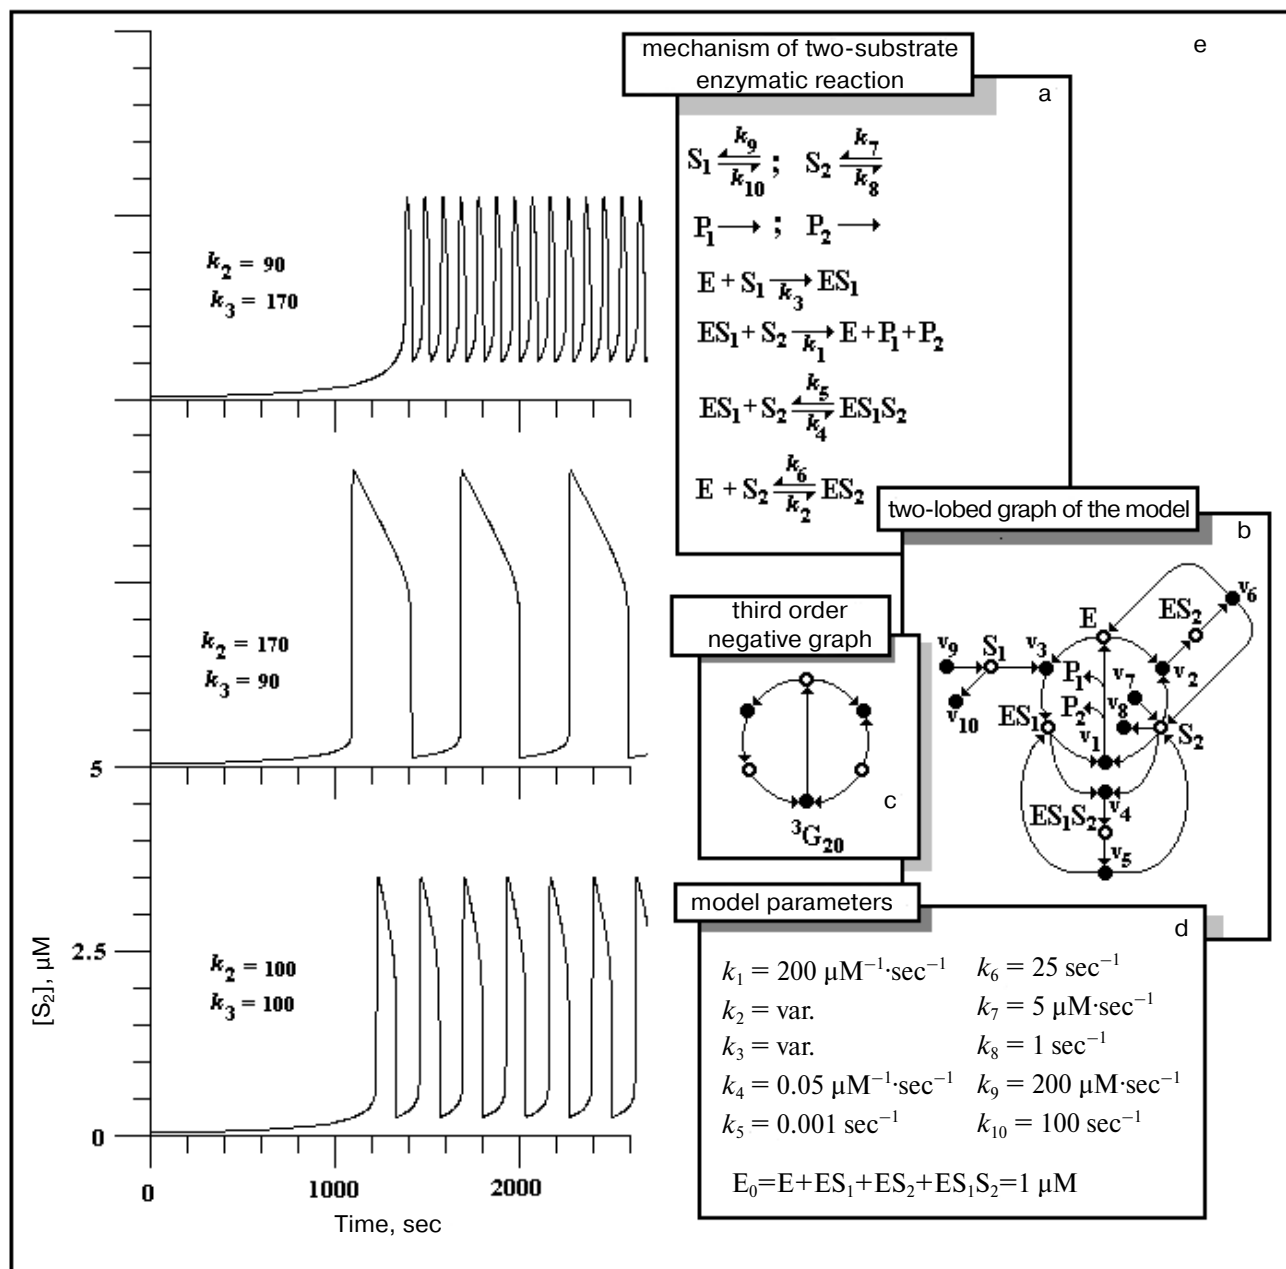 e
mechanism of two-substrate
enzymatic reaction
a
S₁ k₉ k₁₀ ; S₂ k₇ k₈
P₁ → ; P₂ →
E + S₁ →k₃ ES₁
ES₁ + S₂ →k₁ E + P₁ + P₂
ES₁ + S₂ k₅ k₄ ES₁S₂
E + S₂ k₆ k₂ ES₂
k₂ = 90
k₃ = 170
k₂ = 170
k₃ = 90
5
k₂ = 100
k₃ = 100
2.5
0
[S₂], μM
0 1000 2000
Time, sec
two-lobed graph of the model
b
v₆
ES₂
E
v₉ S₁ v₃
v₇ v₂
P₁
v₁₀
P₂ v₈
ES₁ v₁ S₂
v₄
ES₁S₂
v₅
third order
negative graph
c
³G₂₀
model parameters
d
k₁ = 200 μM⁻¹·sec⁻¹ k₆ = 25 sec⁻¹
k₂ = var. k₇ = 5 μM·sec⁻¹
k₃ = var. k₈ = 1 sec⁻¹
k₄ = 0.05 μM⁻¹·sec⁻¹ k₉ = 200 μM·sec⁻¹
k₅ = 0.001 sec⁻¹ k₁₀ = 100 sec⁻¹
E₀=E+ES₁+ES₂+ES₁S₂=1 μM